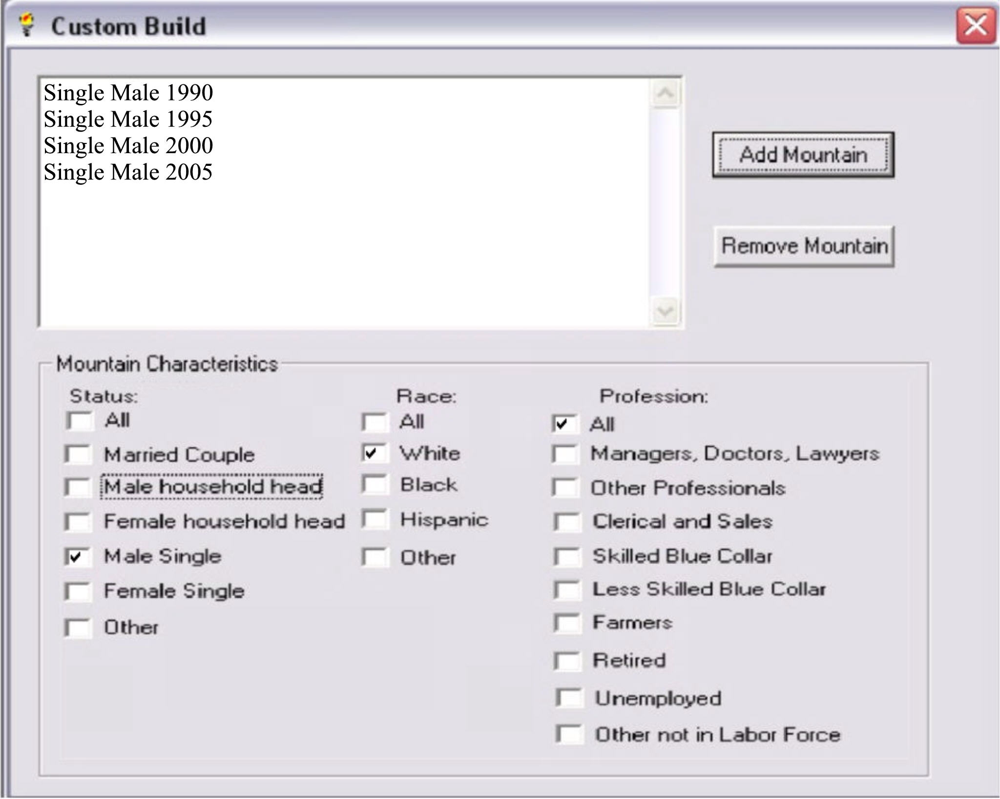 Custom Build
Single Male 1990
Single Male 1995
Single Male 2000
Single Male 2005
Add Mountain
Remove Mountain
Mountain Characteristics
Status:
All
Married Couple
Male household head
Female household head
Male Single
Female Single
Other
Race:
All
White
Black
Hispanic
Other
Profession:
All
Managers, Doctors, Lawyers
Other Professionals
Clerical and Sales
Skilled Blue Collar
Less Skilled Blue Collar
Farmers
Retired
Unemployed
Other not in Labor Force